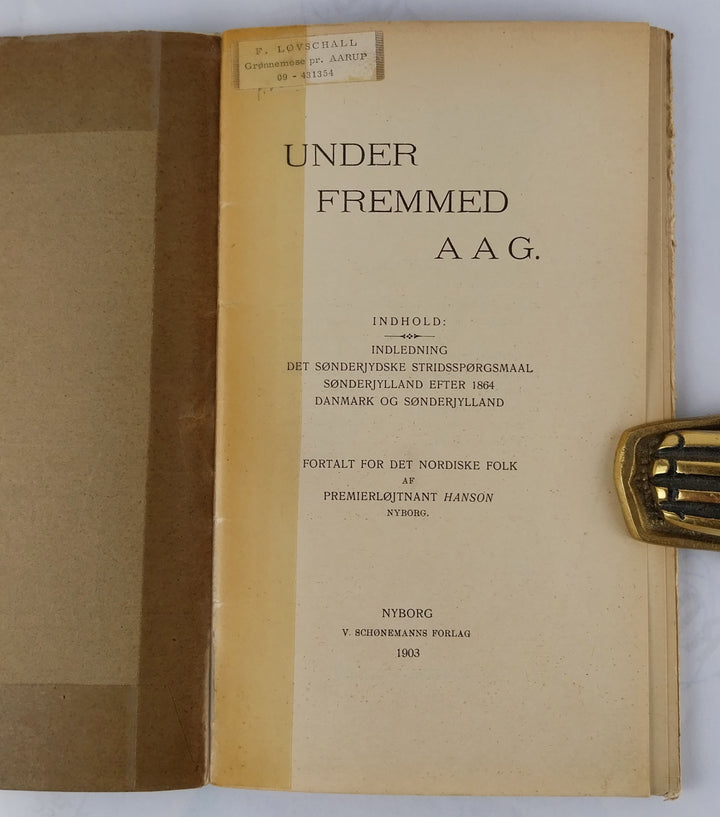 F. LØVSCHALL
Grønnemose pr. AARUP
09 - 431354
UNDER
FREMMED
AAG.
INDHOLD:
INDLEDNING
DET SØNDERJYDSKE STRIDSSPØRGSMAAL
SØNDERJYLLAND EFTER 1864
DANMARK OG SØNDERJYLLAND
FORTALT FOR DET NORDISKE FOLK
AF
PREMIERLØJTNANT HANSON
NYBORG.
NYBORG
V. SCHØNEMANNS FORLAG
1903